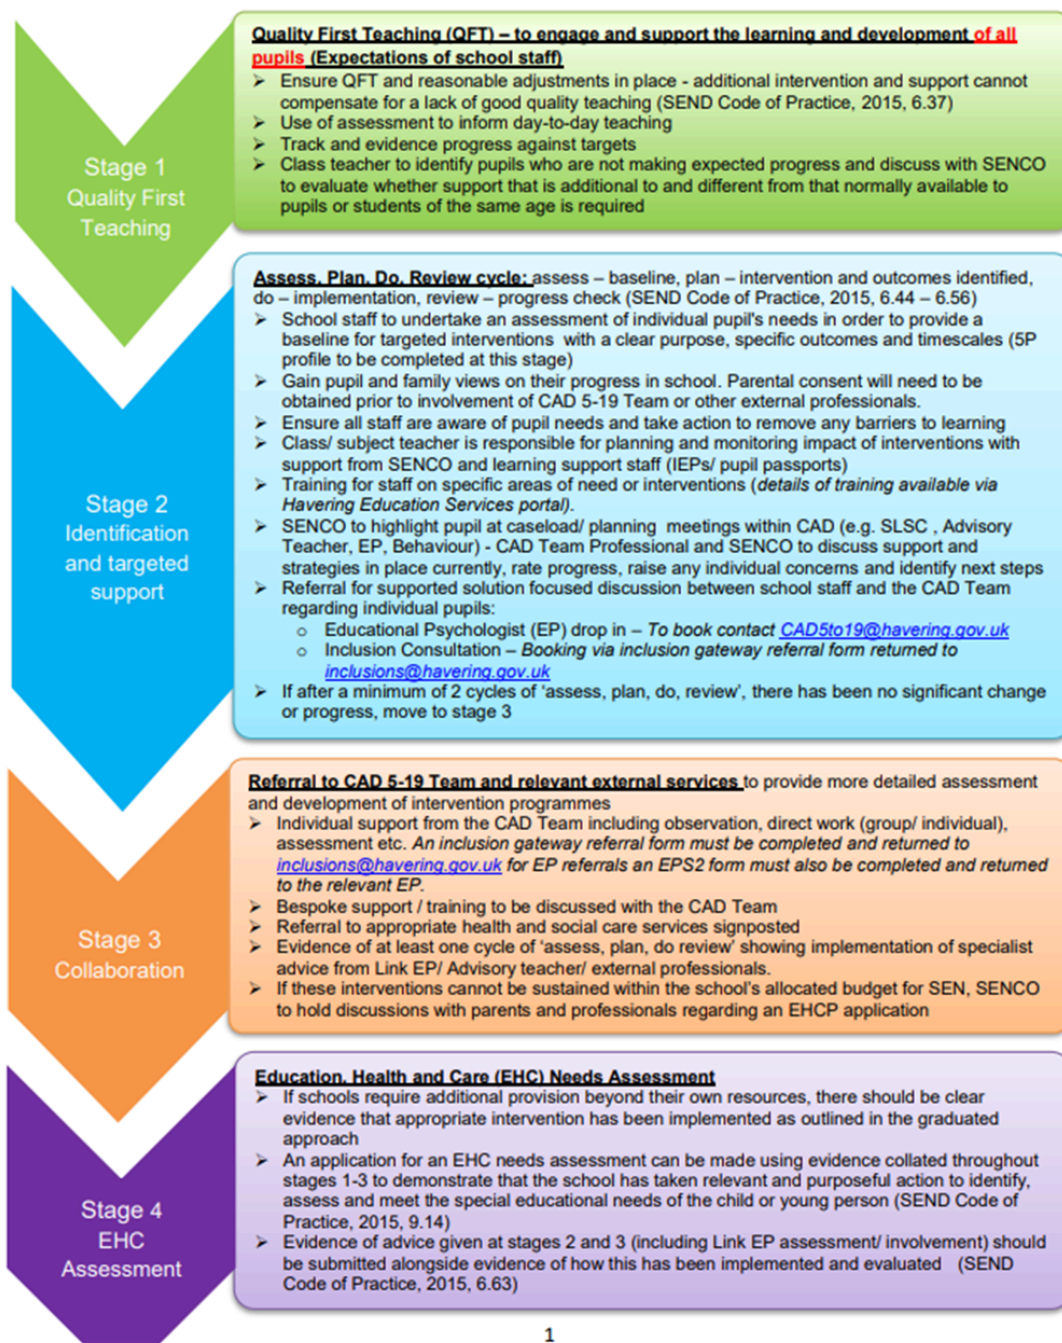 Quality First Teaching (QFT) – to engage and support the learning and development of all
pupils (Expectations of school staff)
➢ Ensure QFT and reasonable adjustments in place - additional intervention and support cannot
compensate for a lack of good quality teaching (SEND Code of Practice, 2015, 6.37)
➢ Use of assessment to inform day-to-day teaching
➢ Track and evidence progress against targets
➢ Class teacher to identify pupils who are not making expected progress and discuss with SENCO
to evaluate whether support that is additional to and different from that normally available to
pupils or students of the same age is required
Stage 1
Quality First
Teaching
Assess, Plan, Do, Review cycle: assess – baseline, plan – intervention and outcomes identified,
do – implementation, review – progress check (SEND Code of Practice, 2015, 6.44 – 6.56)
➢ School staff to undertake an assessment of individual pupil's needs in order to provide a
baseline for targeted interventions with a clear purpose, specific outcomes and timescales (5P
profile to be completed at this stage)
➢ Gain pupil and family views on their progress in school. Parental consent will need to be
obtained prior to involvement of CAD 5-19 Team or other external professionals.
➢ Ensure all staff are aware of pupil needs and take action to remove any barriers to learning
➢ Class/ subject teacher is responsible for planning and monitoring impact of interventions with
support from SENCO and learning support staff (IEPs/ pupil passports)
➢ Training for staff on specific areas of need or interventions (details of training available via
Havering Education Services portal).
➢ SENCO to highlight pupil at caseload/ planning meetings within CAD (e.g. SLSC , Advisory
Teacher, EP, Behaviour) - CAD Team Professional and SENCO to discuss support and
strategies in place currently, rate progress, raise any individual concerns and identify next steps
➢ Referral for supported solution focused discussion between school staff and the CAD Team
regarding individual pupils:
o Educational Psychologist (EP) drop in – To book contact CAD5to19@havering.gov.uk
o Inclusion Consultation – Booking via inclusion gateway referral form returned to
inclusions@havering.gov.uk
➢ If after a minimum of 2 cycles of ‘assess, plan, do, review’, there has been no significant change
or progress, move to stage 3
Stage 2
Identification
and targeted
support
Referral to CAD 5-19 Team and relevant external services to provide more detailed assessment
and development of intervention programmes
➢ Individual support from the CAD Team including observation, direct work (group/ individual),
assessment etc. An inclusion gateway referral form must be completed and returned to
inclusions@havering.gov.uk for EP referrals an EPS2 form must also be completed and returned
to the relevant EP.
➢ Bespoke support / training to be discussed with the CAD Team
➢ Referral to appropriate health and social care services signposted
➢ Evidence of at least one cycle of ‘assess, plan, do review’ showing implementation of specialist
advice from Link EP/ Advisory teacher/ external professionals.
➢ If these interventions cannot be sustained within the school’s allocated budget for SEN, SENCO
to hold discussions with parents and professionals regarding an EHCP application
Stage 3
Collaboration
Education, Health and Care (EHC) Needs Assessment
➢ If schools require additional provision beyond their own resources, there should be clear
evidence that appropriate intervention has been implemented as outlined in the graduated
approach
➢ An application for an EHC needs assessment can be made using evidence collated throughout
stages 1-3 to demonstrate that the school has taken relevant and purposeful action to identify,
assess and meet the special educational needs of the child or young person (SEND Code of
Practice, 2015, 9.14)
➢ Evidence of advice given at stages 2 and 3 (including Link EP assessment/ involvement) should
be submitted alongside evidence of how this has been implemented and evaluated (SEND
Code of Practice, 2015, 6.63)
Stage 4
EHC
Assessment
1